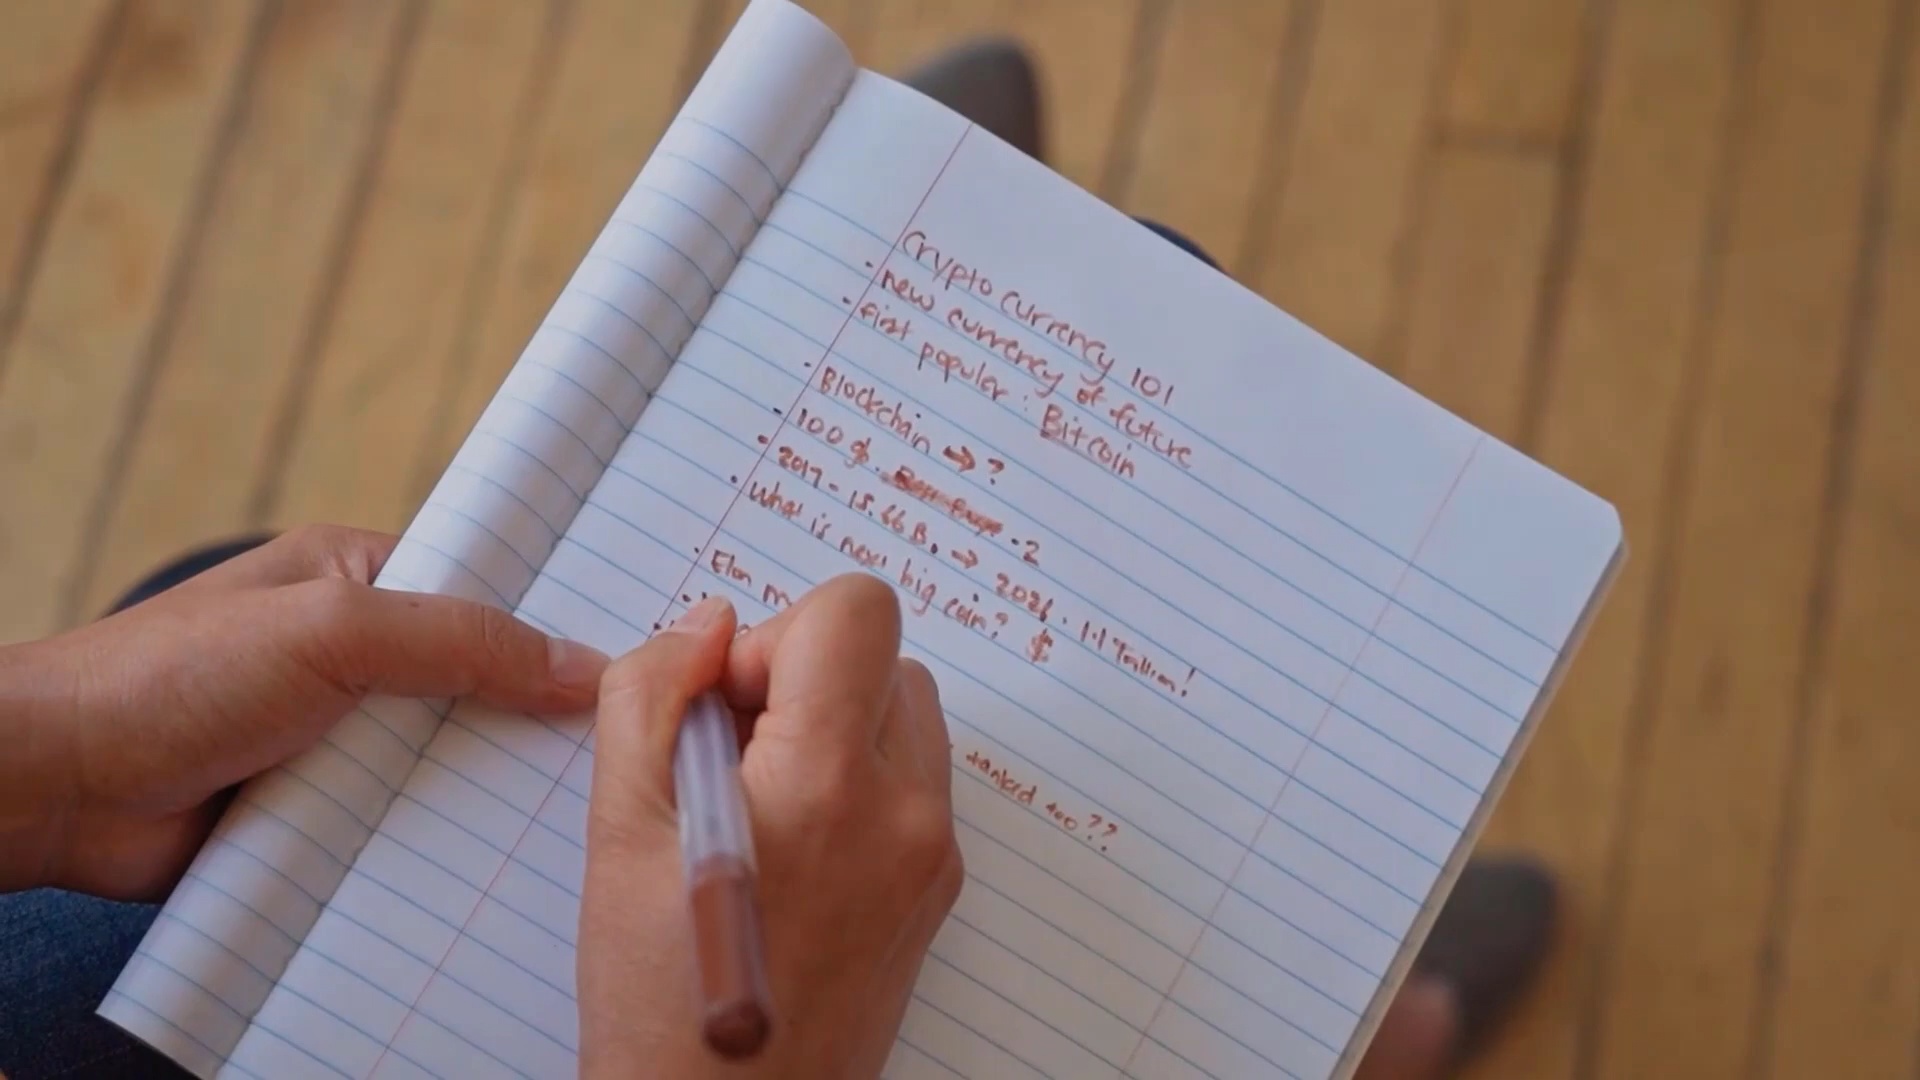 Crypto currency 101
• new currency of future
• first popular : Bitcoin
• Blockchain → ?
• 100 $. • 2
• 2017 - 15.66 B. → 2021 • 1.1 Trillion!
• What is next big coin? $
• Elon
tanked too ??